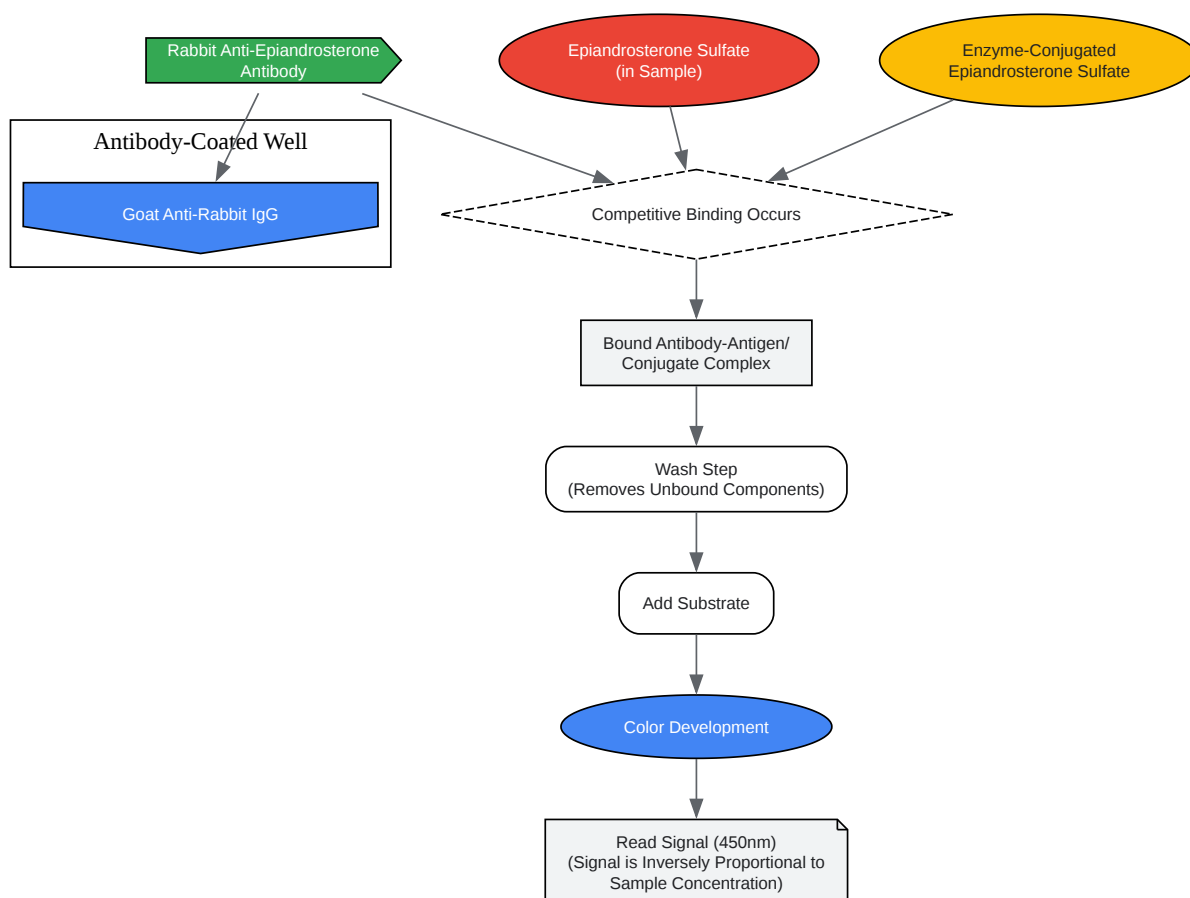 Rabbit Anti-Epiandrosterone
Antibody
Epiandrosterone Sulfate
(in Sample)
Enzyme-Conjugated
Epiandrosterone Sulfate
Antibody-Coated Well
Goat Anti-Rabbit IgG
Competitive Binding Occurs
Bound Antibody-Antigen/
Conjugate Complex
Wash Step
(Removes Unbound Components)
Add Substrate
Color Development
Read Signal (450nm)
(Signal is Inversely Proportional to
Sample Concentration)